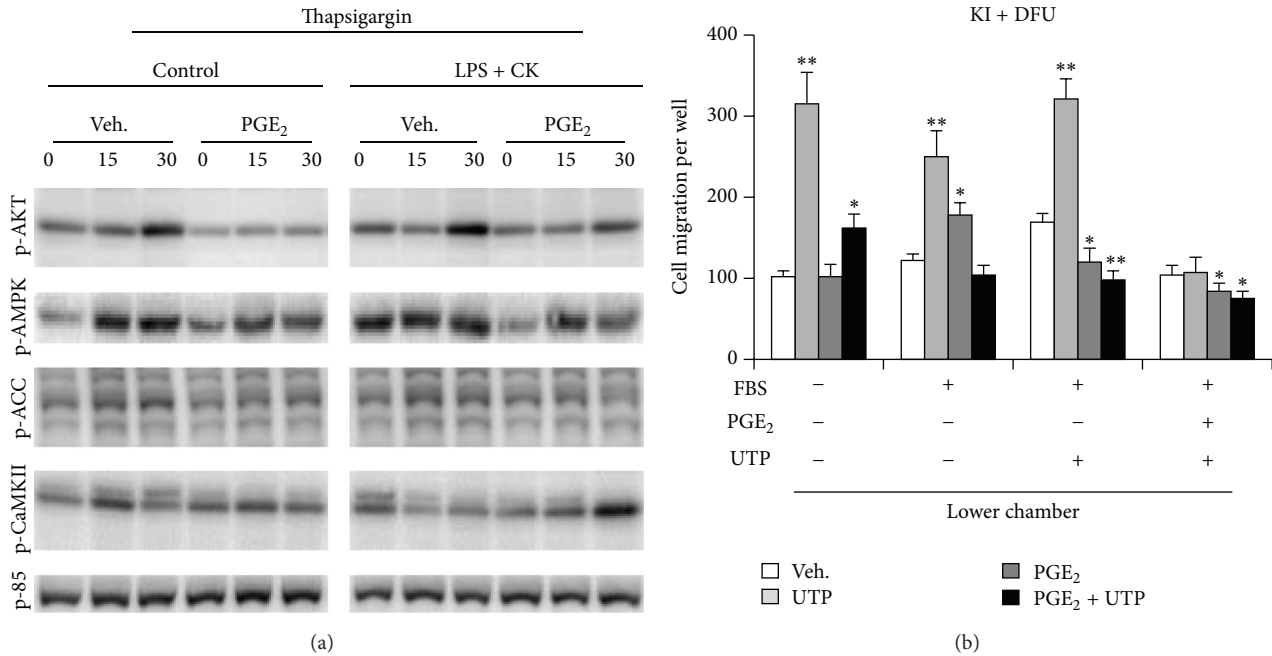 Thapsigargin
Control LPS + CK
Veh. PGE₂ Veh. PGE₂
0 15 30 0 15 30 0 15 30 0 15 30
p-AKT
p-AMPK
p-ACC
p-CaMKII
p-85
(a)
KI + DFU
Cell migration per well
400
300
200
100
0
** ** * * ** * ** * *
FBS − + + +
PGE₂ − − − +
UTP − − + +
Lower chamber
Veh. PGE₂
UTP PGE₂ + UTP
(b)